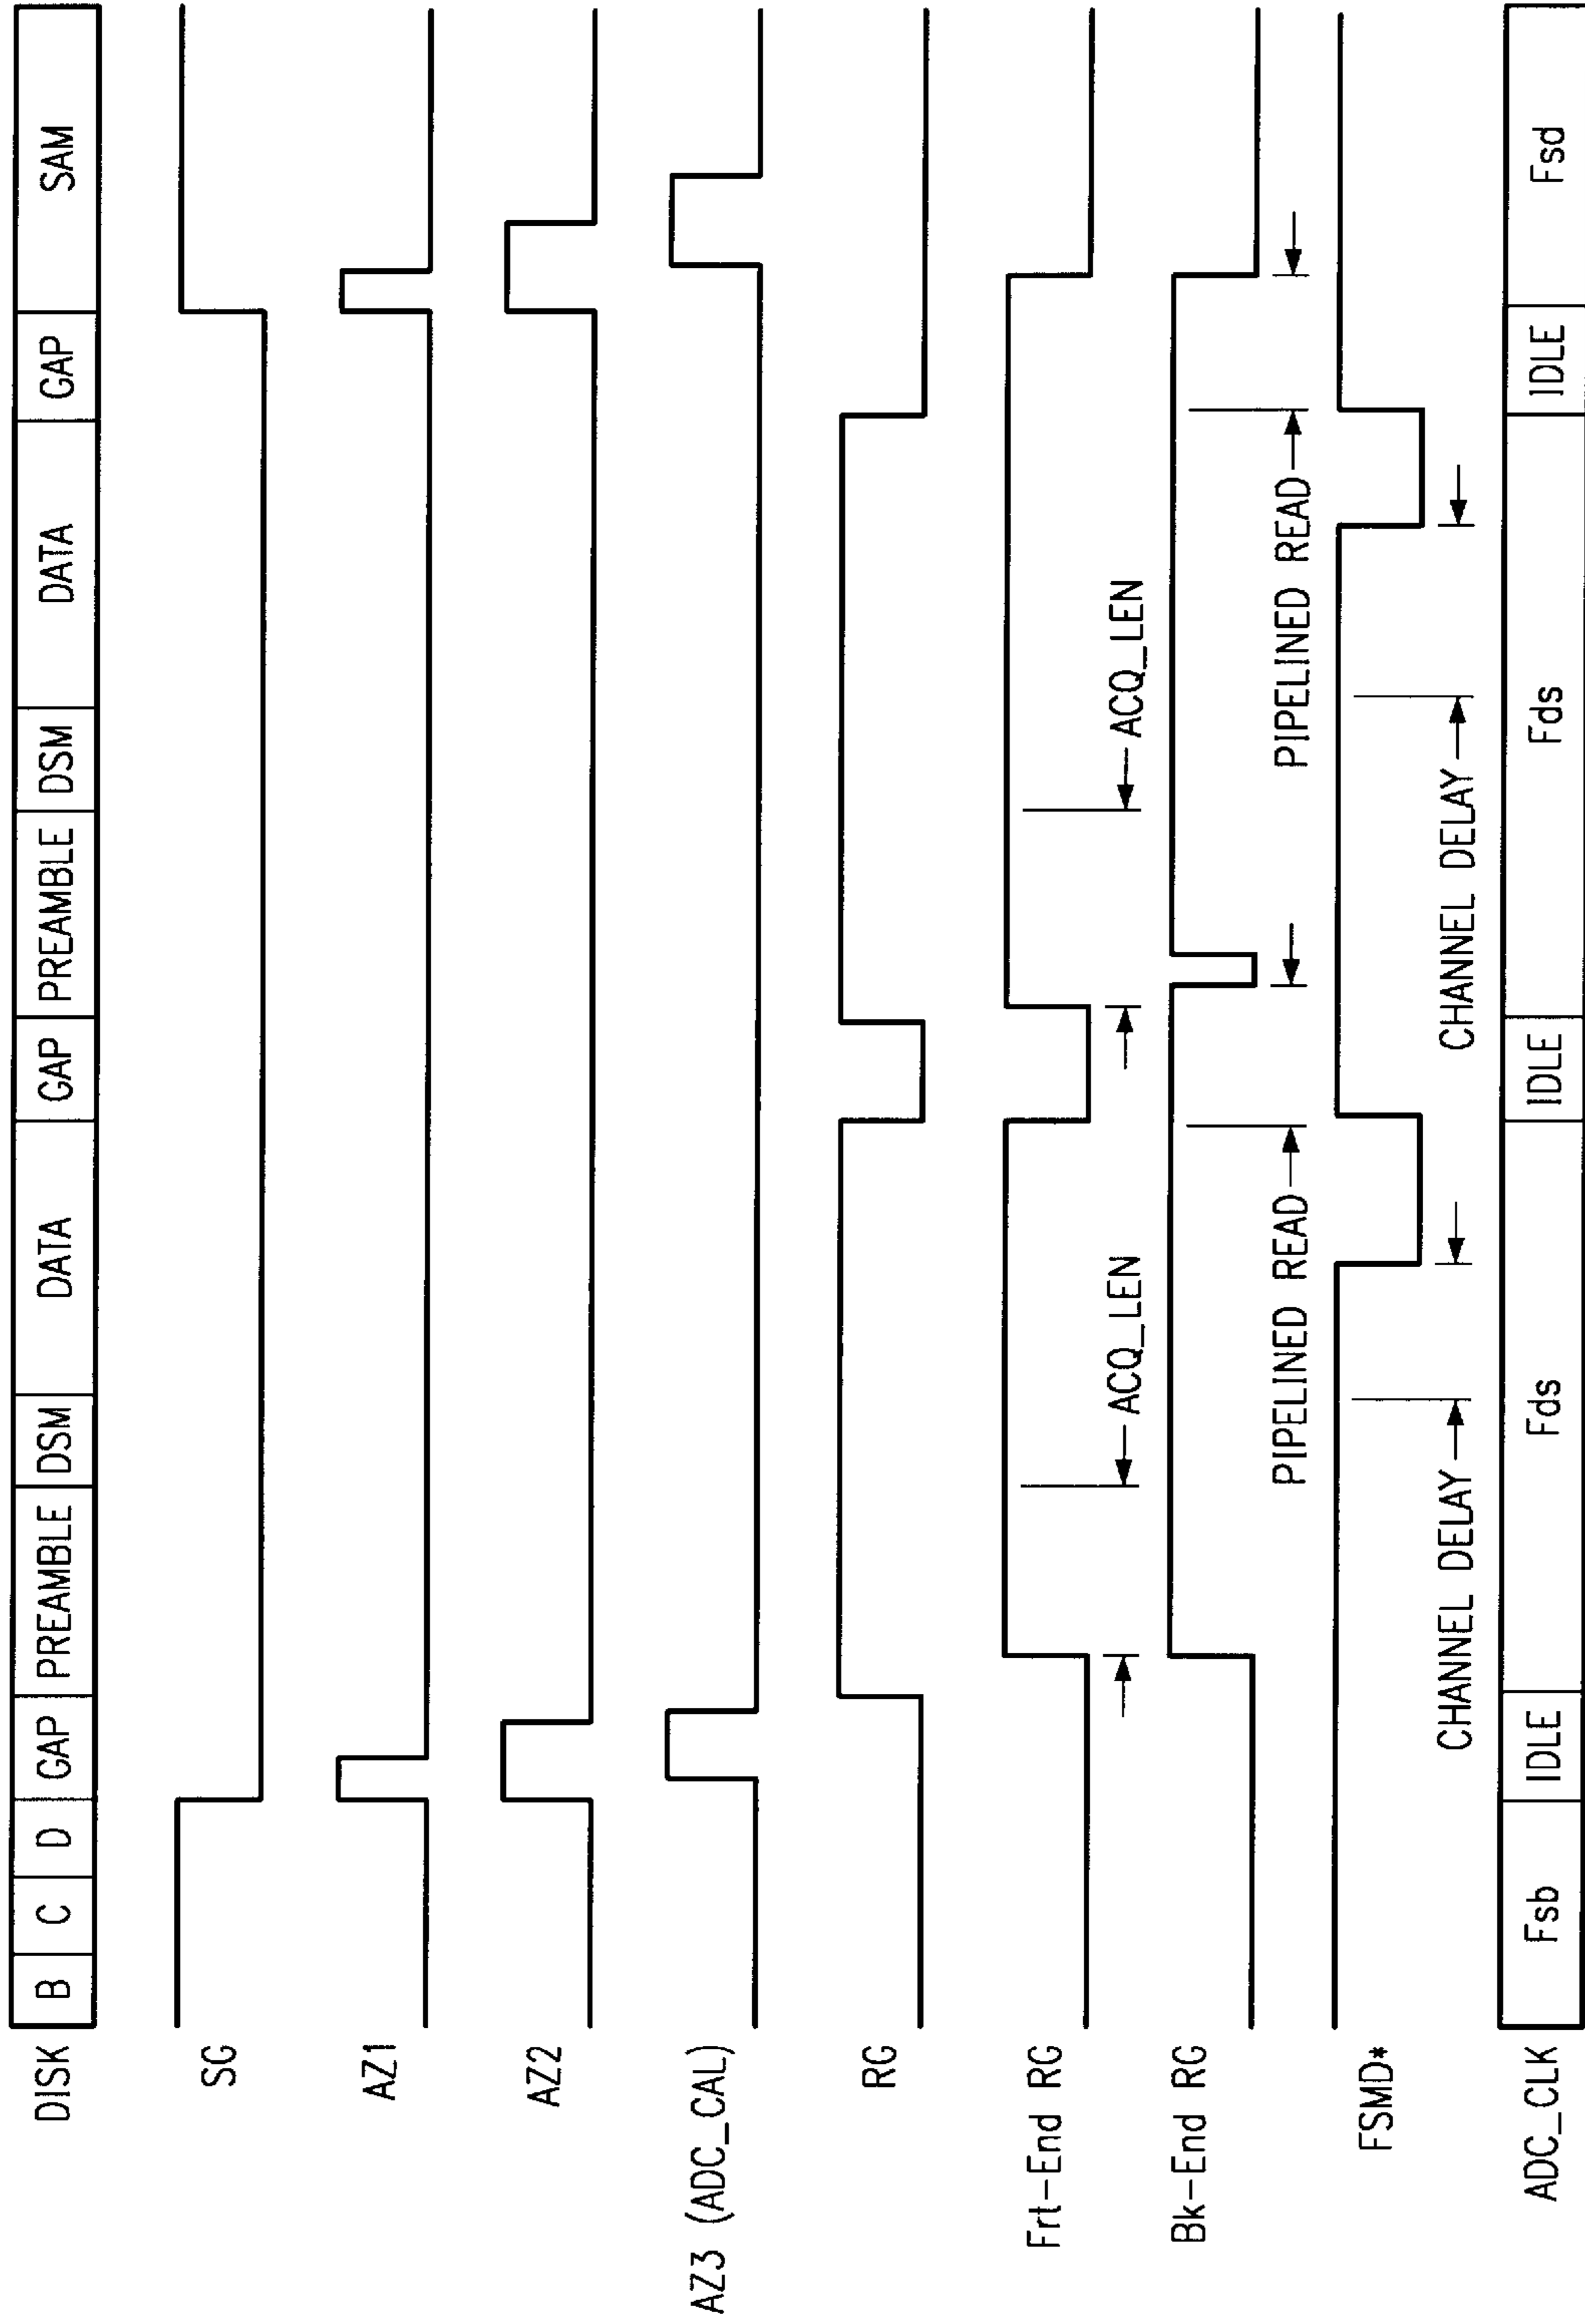 DISK B C D GAP PREAMBLE DSM DATA GAP PREAMBLE DSM DATA GAP SAM
SG
AZ1
AZ2
AZ3 (ADC_CAL)
RG
Frt-End RG
ACQ_LEN ACQ_LEN
Bk-End RG
PIPELINED READ PIPELINED READ
FSMD*
CHANNEL DELAY CHANNEL DELAY
ADC_CLK Fsb IDLE Fds IDLE Fds IDLE Fsd